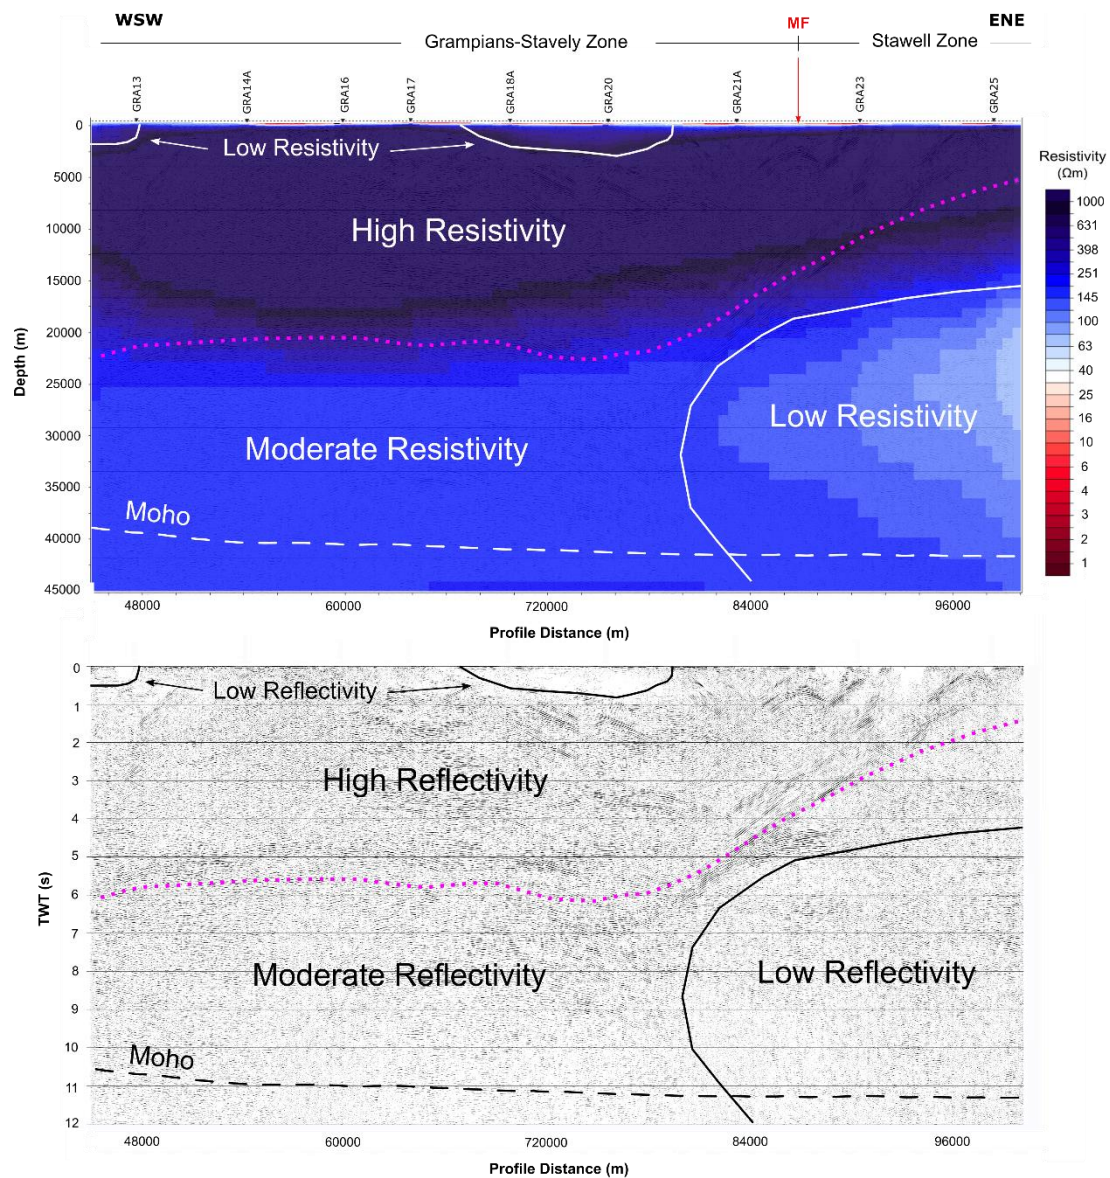 WSW MF ENE
Grampians-Stavely Zone Stawell Zone
GRA13 GRA14A GRA16 GRA17 GRA18A GRA20 GRA21A GRA23 GRA25
0
Low Resistivity
5000
High Resistivity
10000
15000
20000
Depth (m)
25000
Low Resistivity
30000
Moderate Resistivity
35000
Moho
40000
45000
48000 60000 720000 84000 96000
Profile Distance (m)
Resistivity
(Ωm)
1000
631
398
251
145
100
63
40
25
16
10
6
4
3
2
1
0
Low Reflectivity
1
2
High Reflectivity
3
4
5
TWT (s)
6
7
Moderate Reflectivity
Low Reflectivity
8
9
10
Moho
11
12
48000 60000 720000 84000 96000
Profile Distance (m)